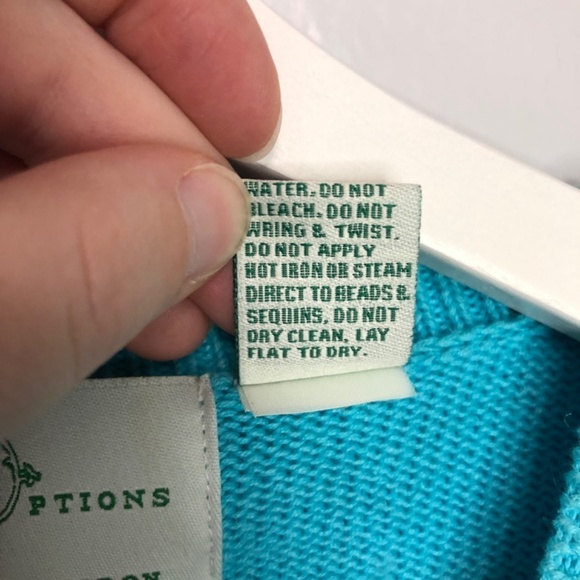 WATER. DO NOT
BLEACH. DO NOT
WRING & TWIST.
DO NOT APPLY
HOT IRON OR STEAM
DIRECT TO BEADS &
SEQUINS. DO NOT
DRY CLEAN. LAY
FLAT TO DRY.
PTIONS